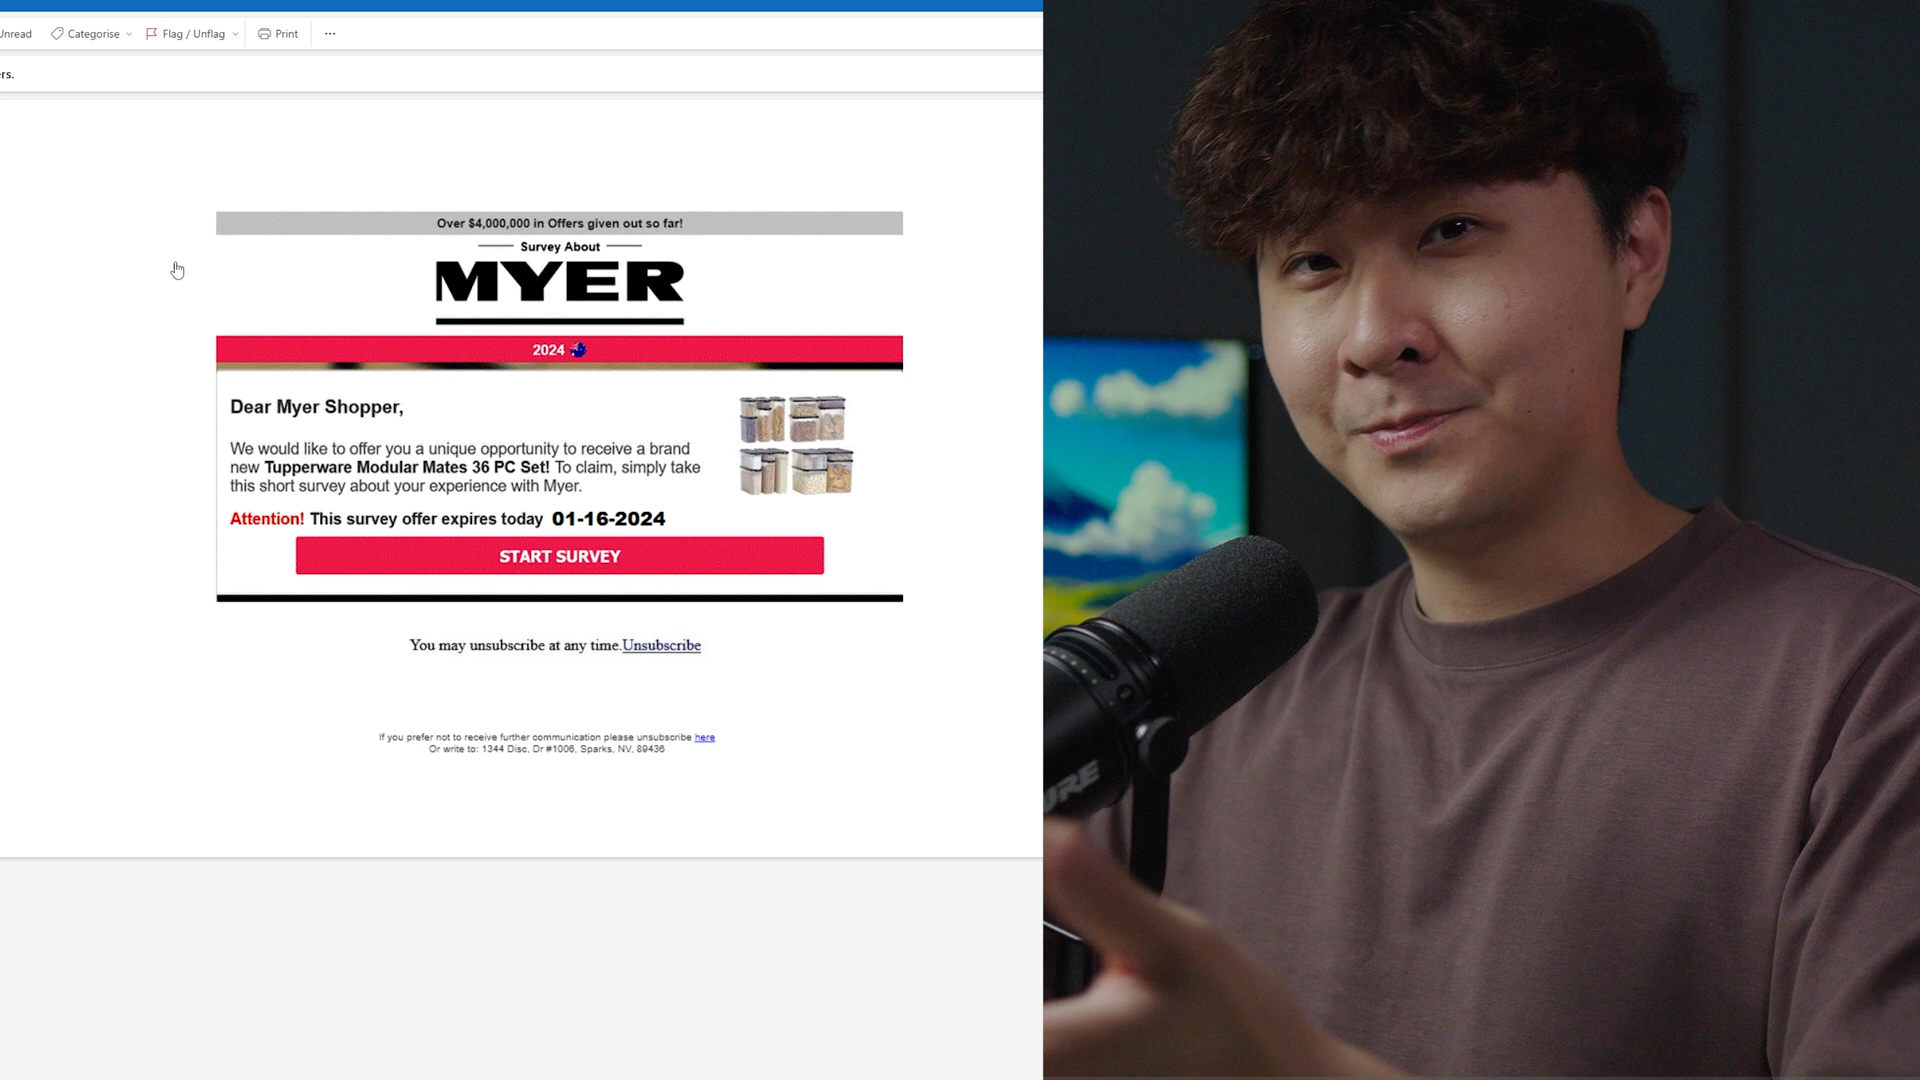 Unread Categorise Flag / Unflag Print ...
ers.
Over $4,000,000 in Offers given out so far!
Survey About
MYER
2024
Dear Myer Shopper,
We would like to offer you a unique opportunity to receive a brand
new Tupperware Modular Mates 36 PC Set! To claim, simply take
this short survey about your experience with Myer.
Attention! This survey offer expires today 01-16-2024
START SURVEY
You may unsubscribe at any time.Unsubscribe
If you prefer not to receive further communication please unsubscribe here
Or write to: 1344 Disc. Dr #1006, Sparks, NV, 89436
URE